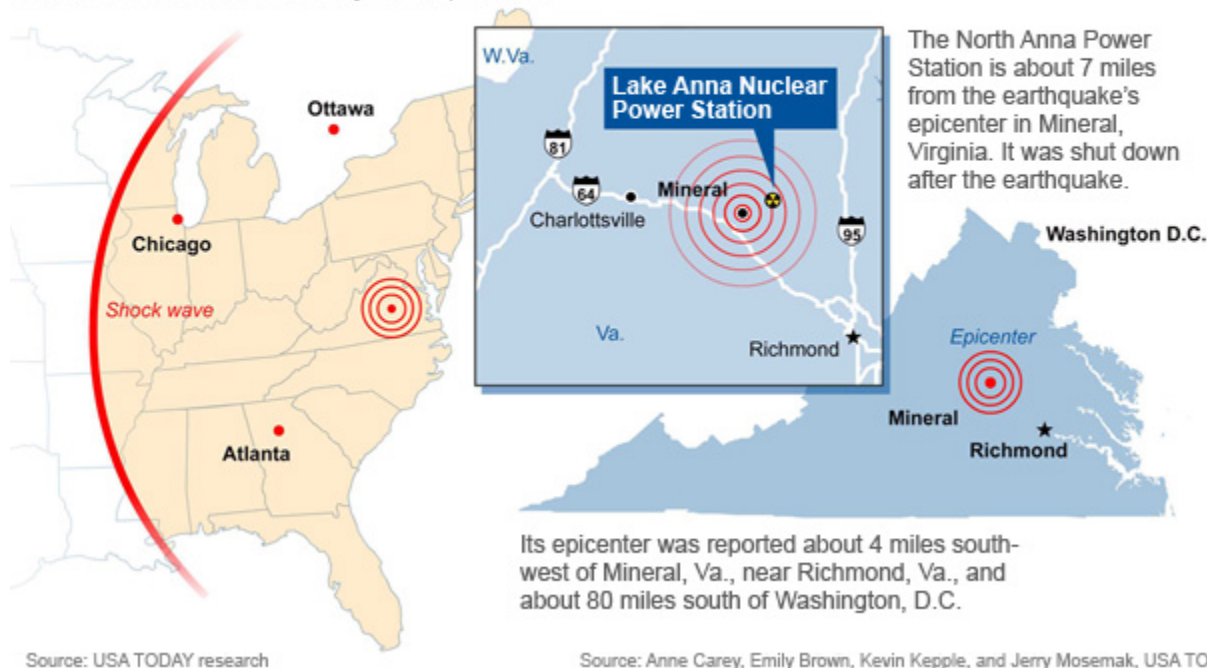 Ottawa
Chicago
Shock wave
Atlanta
W.Va.
Lake Anna Nuclear
Power Station
81
64
Mineral
Charlottsville
95
Va.
Richmond
The North Anna Power
Station is about 7 miles
from the earthquake's
epicenter in Mineral,
Virginia. It was shut down
after the earthquake.
Washington D.C.
Epicenter
Mineral
Richmond
Its epicenter was reported about 4 miles south-
west of Mineral, Va., near Richmond, Va., and
about 80 miles south of Washington, D.C.
Source: USA TODAY research
Source: Anne Carey, Emily Brown, Kevin Kepple, and Jerry Mosemak, USA TO